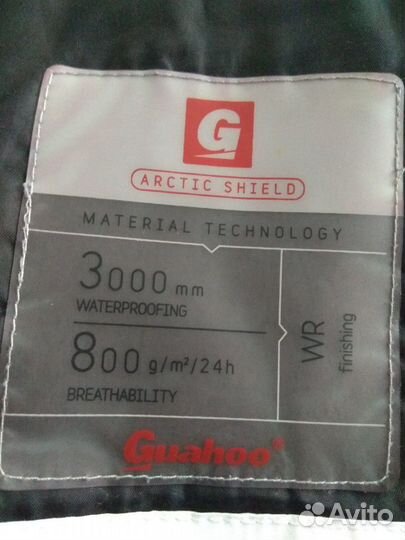 G
ARCTIC SHIELD
MATERIAL TECHNOLOGY
3000 mm
WATERPROOFING
800 g/m²/24h
BREATHABILITY
WR
finishing
Guahoo®
Avito